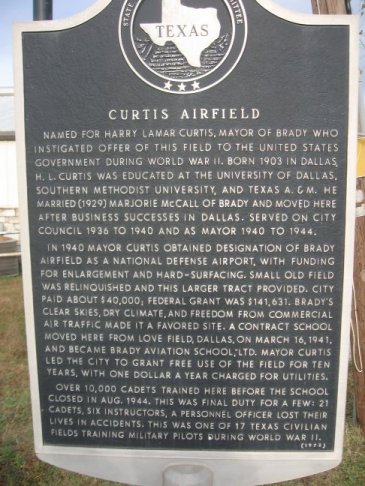 STATE
ITTEE
TEXAS
CURTIS AIRFIELD
NAMED FOR HARRY LAMAR CURTIS, MAYOR OF BRADY WHO
INSTIGATED OFFER OF THIS FIELD TO THE UNITED STATES
GOVERNMENT DURING WORLD WAR II. BORN 1903 IN DALLAS,
H. L. CURTIS WAS EDUCATED AT THE UNIVERSITY OF DALLAS,
SOUTHERN METHODIST UNIVERSITY, AND TEXAS A. & M. HE
MARRIED (1929) MARJORIE McCALL OF BRADY AND MOVED HERE
AFTER BUSINESS SUCCESSES IN DALLAS. SERVED ON CITY
COUNCIL 1936 TO 1940 AND AS MAYOR 1940 TO 1944.
IN 1940 MAYOR CURTIS OBTAINED DESIGNATION OF BRADY
AIRFIELD AS A NATIONAL DEFENSE AIRPORT, WITH FUNDING
FOR ENLARGEMENT AND HARD-SURFACING. SMALL OLD FIELD
WAS RELINQUISHED AND THIS LARGER TRACT PROVIDED. CITY
PAID ABOUT $40,000; FEDERAL GRANT WAS $141,631. BRADY'S
CLEAR SKIES, DRY CLIMATE, AND FREEDOM FROM COMMERCIAL
AIR TRAFFIC MADE IT A FAVORED SITE. A CONTRACT SCHOOL
MOVED HERE FROM LOVE FIELD, DALLAS, ON MARCH 16, 1941,
AND BECAME BRADY AVIATION SCHOOL, LTD. MAYOR CURTIS
LED THE CITY TO GRANT FREE USE OF THE FIELD FOR TEN
YEARS, WITH ONE DOLLAR A YEAR CHARGED FOR UTILITIES.
OVER 10,000 CADETS TRAINED HERE BEFORE THE SCHOOL
CLOSED IN AUG. 1944. THIS WAS FINAL DUTY FOR A FEW: 21
CADETS, SIX INSTRUCTORS, A PERSONNEL OFFICER LOST THEIR
LIVES IN ACCIDENTS. THIS WAS ONE OF 17 TEXAS CIVILIAN
FIELDS TRAINING MILITARY PILOTS DURING WORLD WAR II.
(1972)